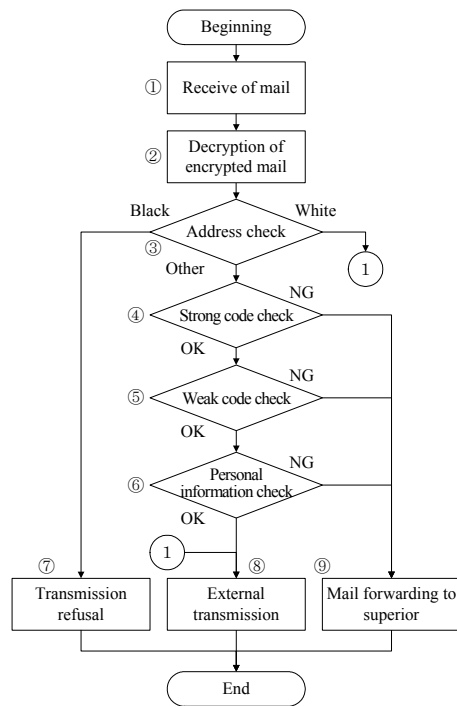 Beginning
①
Receive of mail
②
Decryption of
encrypted mail
Black
White
③
Address check
1
Other
NG
④
Strong code check
OK
NG
⑤
Weak code check
OK
NG
⑥
Personal
information check
OK
1
⑦
⑧
⑨
Transmission
refusal
External
transmission
Mail forwarding to
superior
End